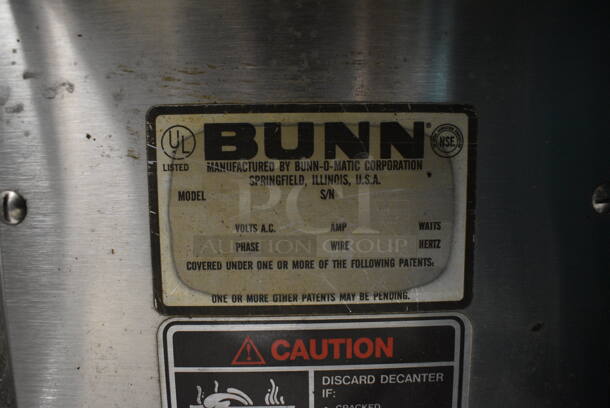 UL
LISTED
BUNN®
NSF.
MANUFACTURED BY BUNN-O-MATIC CORPORATION
SPRINGFIELD, ILLINOIS, U.S.A.
MODEL S/N
PCI
AUCTION GROUP
VOLTS A.C. AMP WATTS
PHASE WIRE HERTZ
COVERED UNDER ONE OR MORE OF THE FOLLOWING PATENTS:
ONE OR MORE OTHER PATENTS MAY BE PENDING.
CAUTION
DISCARD DECANTER
IF:
• CRACKED